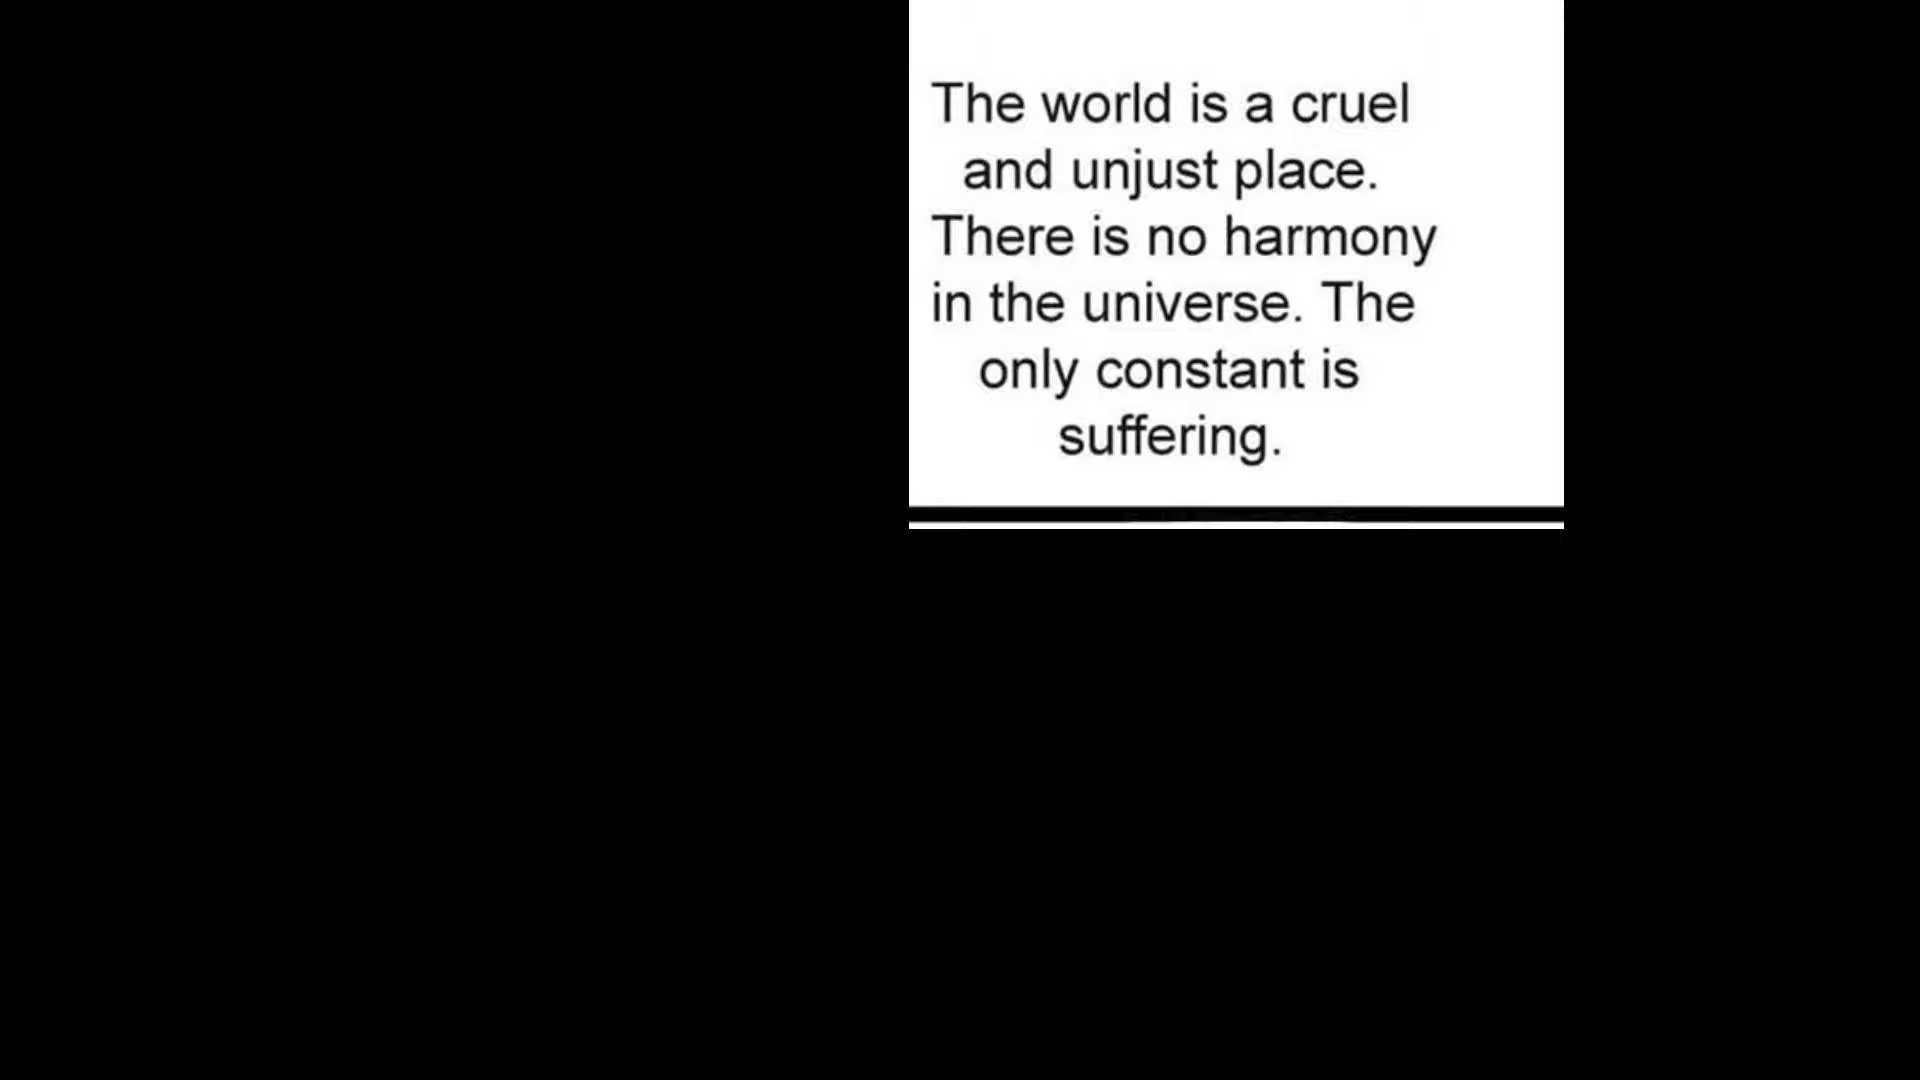 The world is a cruel
and unjust place.
There is no harmony
in the universe. The
only constant is
suffering.